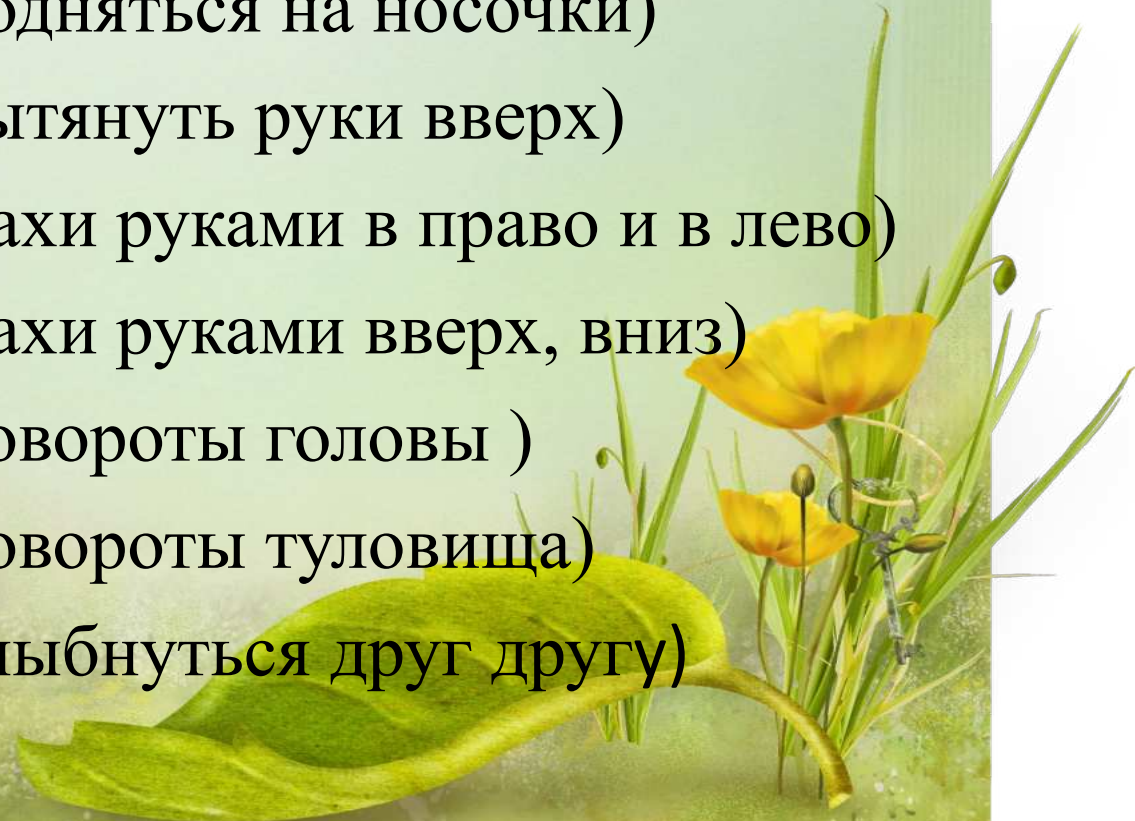 одняться на носочки)
ытянуть руки вверх)
ахи руками в право и в лево)
ахи руками вверх, вниз)
овороты головы )
овороты туловища)
лыбнуться друг другу)